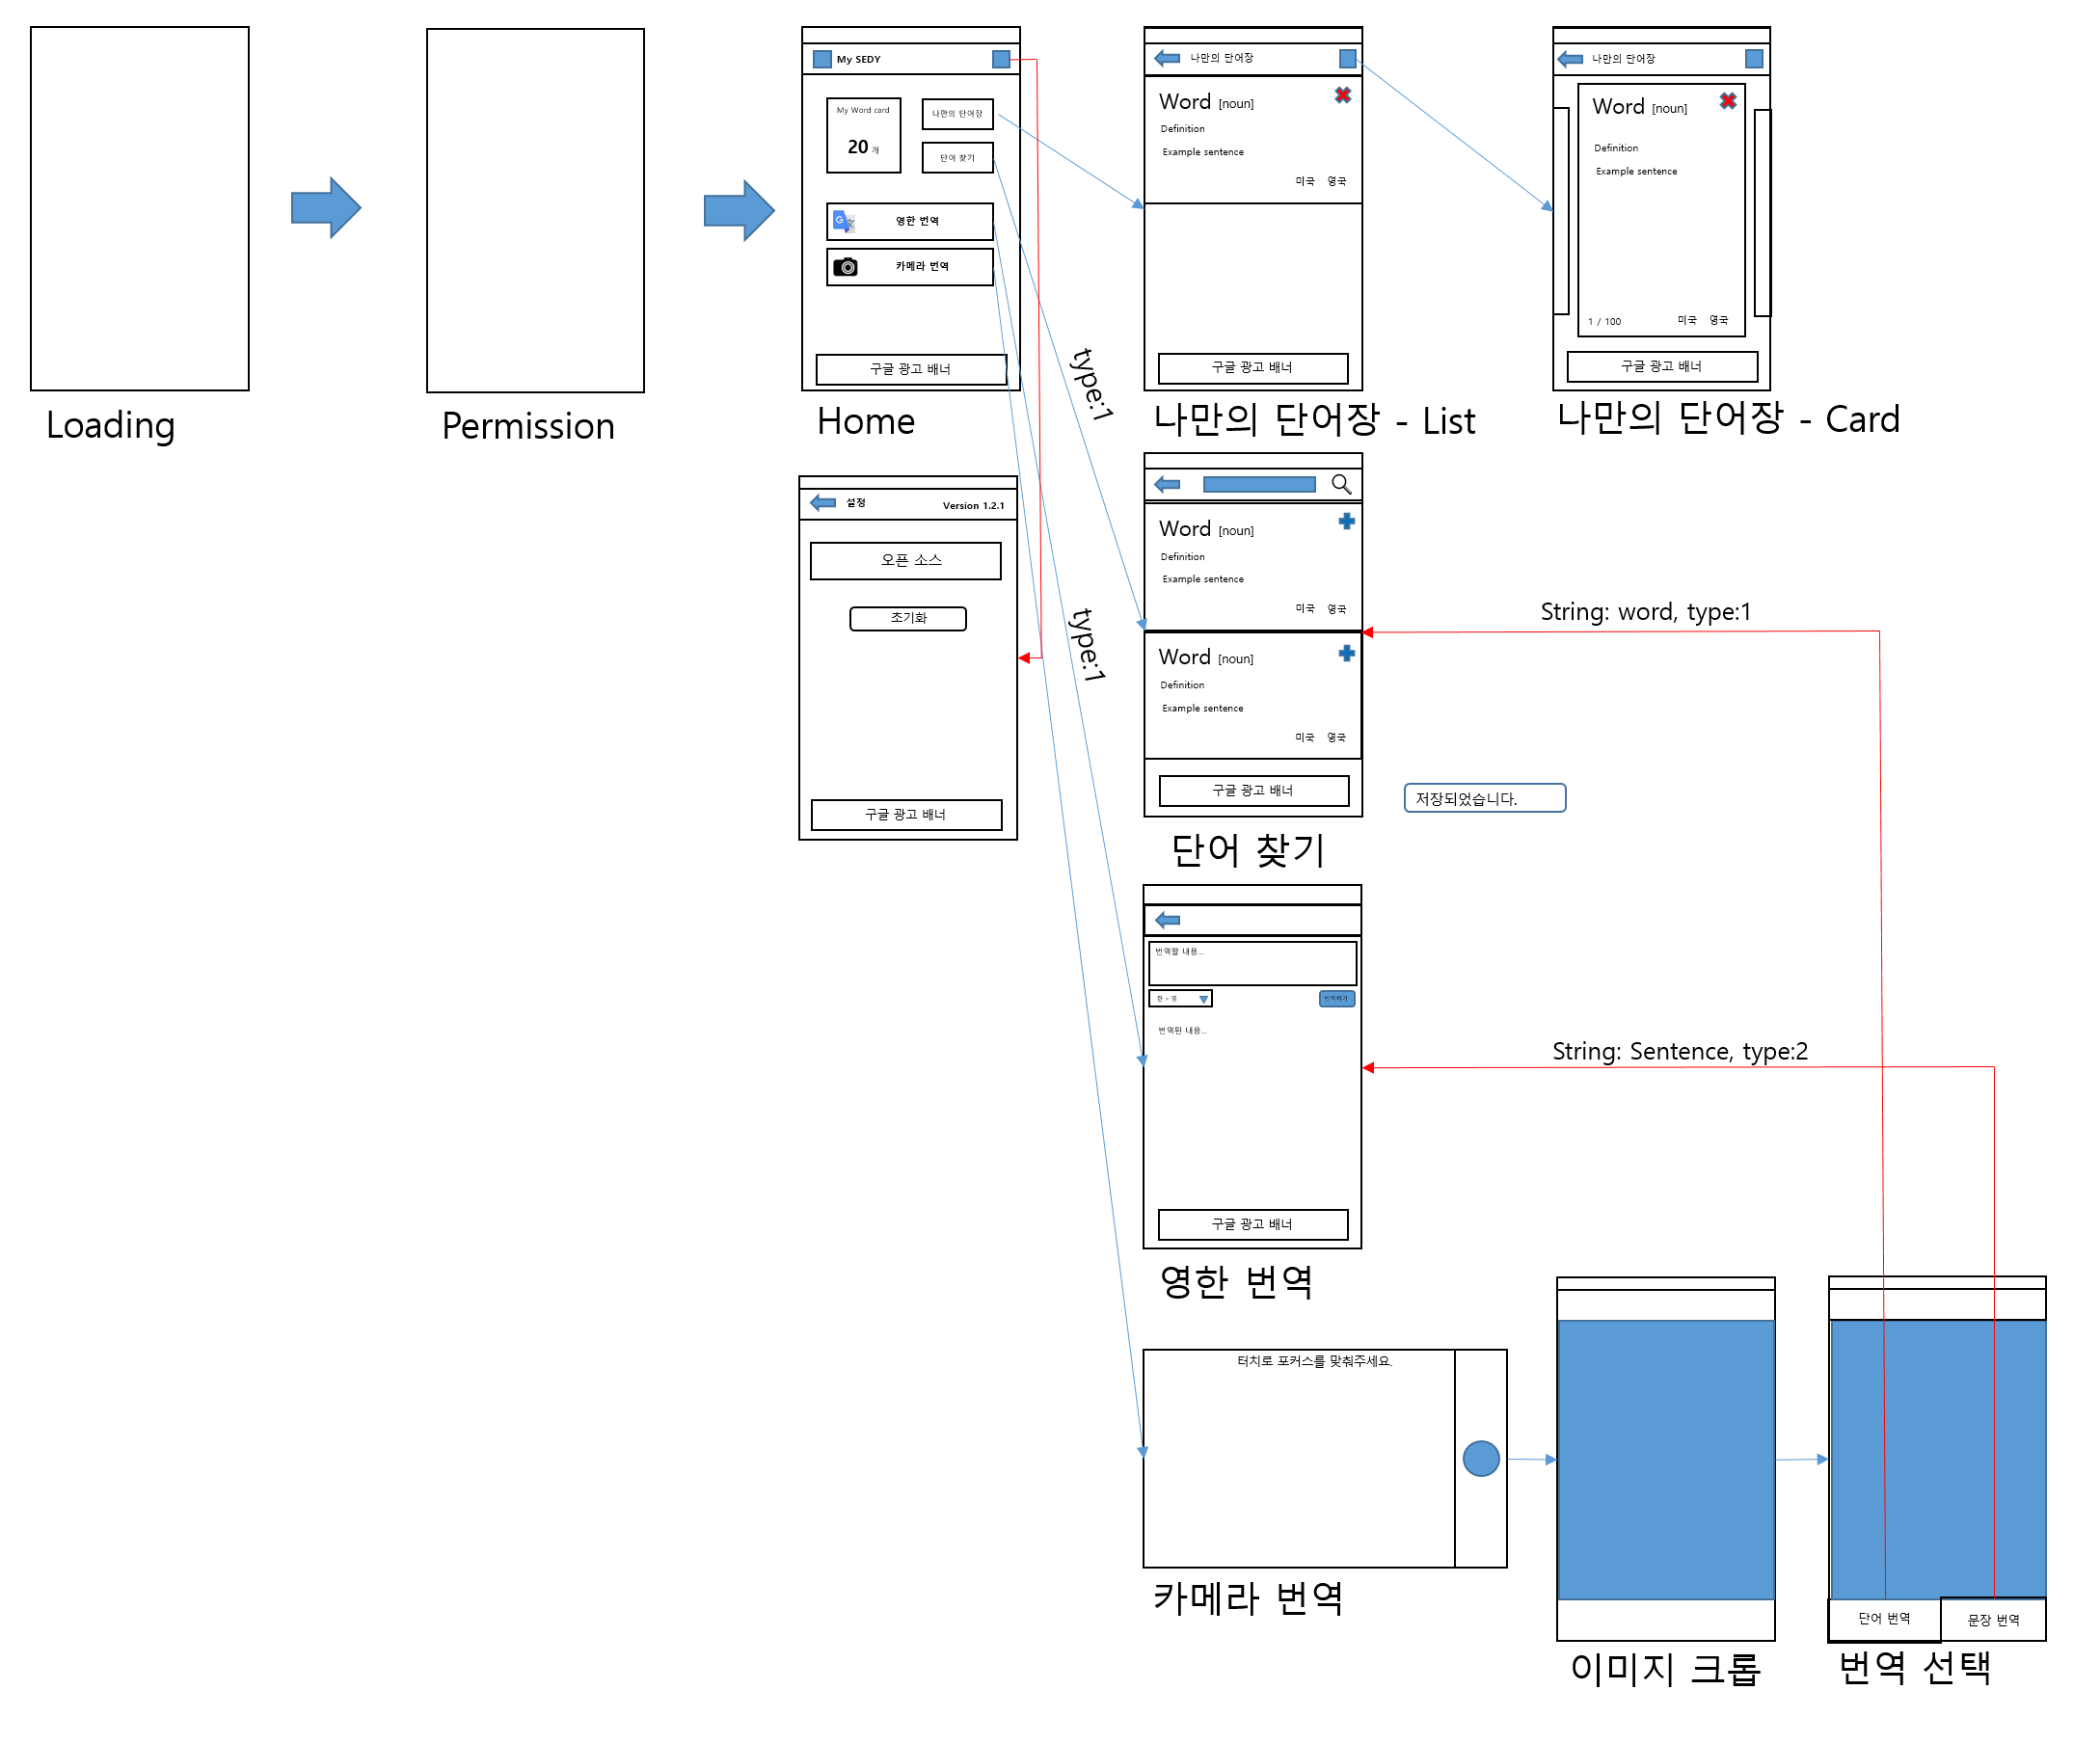 Loading
Permission
My SEDY
My Word card
20 개
나만의 단어장
단어 찾기
영한 번역
카메라 번역
구글 광고 배너
Home
나만의 단어장
Word [noun]
Definition
Example sentence
미국 영국
구글 광고 배너
나만의 단어장 - List
나만의 단어장
Word [noun]
Definition
Example sentence
1 / 100
미국 영국
구글 광고 배너
나만의 단어장 - Card
type:1
type:1
설정
Version 1.2.1
오픈 소스
초기화
구글 광고 배너
Word [noun]
Definition
Example sentence
미국 영국
Word [noun]
Definition
Example sentence
미국 영국
구글 광고 배너
단어 찾기
String: word, type:1
저장되었습니다.
번역할 내용...
한 > 영
번역하기
번역된 내용...
구글 광고 배너
영한 번역
String: Sentence, type:2
터치로 포커스를 맞춰주세요.
카메라 번역
이미지 크롭
단어 번역
문장 번역
번역 선택